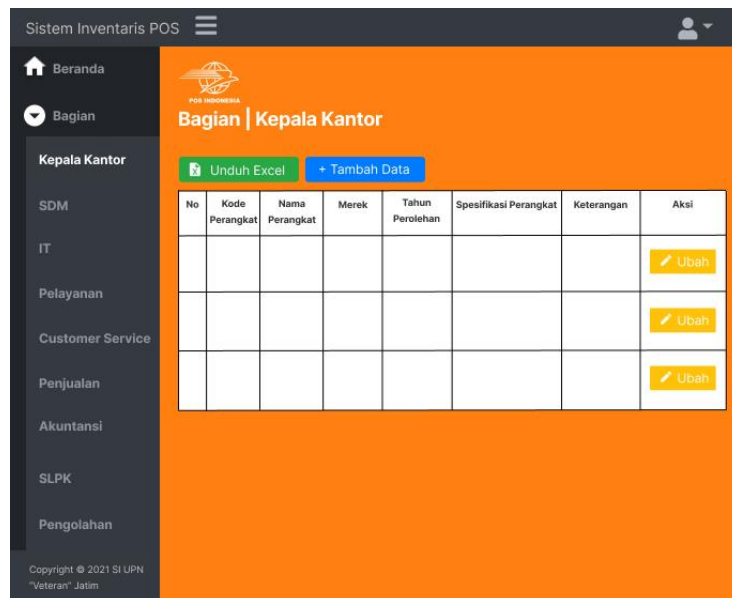 Sistem Inventaris POS
Beranda
Bagian
Kepala Kantor
SDM
IT
Pelayanan
Customer Service
Penjualan
Akuntansi
SLPK
Pengolahan
Copyright © 2021 SI UPN
"Veteran" Jatim
POS INDONESIA
Bagian | Kepala Kantor
Unduh Excel
+ Tambah Data
No Kode Perangkat Nama Perangkat Merek Tahun Perolehan Spesifikasi Perangkat Keterangan Aksi
Ubah
Ubah
Ubah